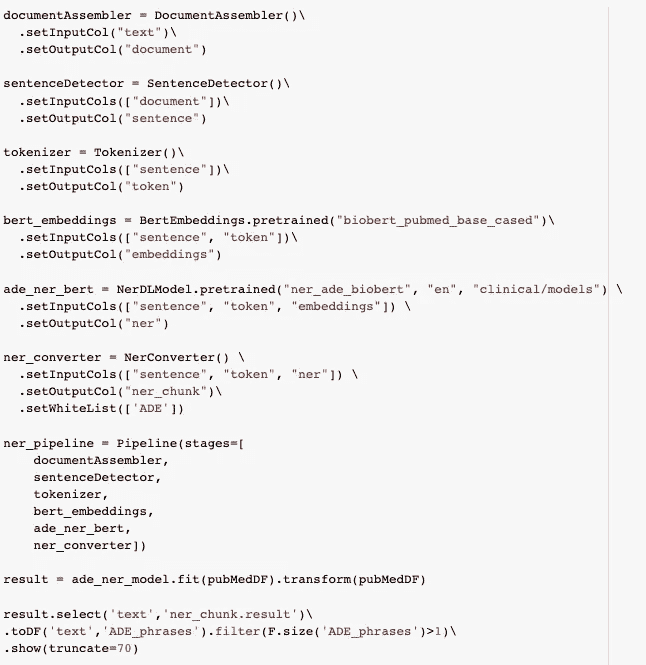 documentAssembler = DocumentAssembler()\
  .setInputCol("text")\
  .setOutputCol("document")

sentenceDetector = SentenceDetector()\
  .setInputCols(["document"])\
  .setOutputCol("sentence")

tokenizer = Tokenizer()\
  .setInputCols(["sentence"])\
  .setOutputCol("token")

bert_embeddings = BertEmbeddings.pretrained("biobert_pubmed_base_cased")\
  .setInputCols(["sentence", "token"])\
  .setOutputCol("embeddings")

ade_ner_bert = NerDLModel.pretrained("ner_ade_biobert", "en", "clinical/models") \
  .setInputCols(["sentence", "token", "embeddings"]) \
  .setOutputCol("ner")

ner_converter = NerConverter() \
  .setInputCols(["sentence", "token", "ner"]) \
  .setOutputCol("ner_chunk")\
  .setWhiteList(['ADE'])

ner_pipeline = Pipeline(stages=[
    documentAssembler,
    sentenceDetector,
    tokenizer,
    bert_embeddings,
    ade_ner_bert,
    ner_converter])

result = ade_ner_model.fit(pubMedDF).transform(pubMedDF)

result.select('text','ner_chunk.result')\
.toDF('text','ADE_phrases').filter(F.size('ADE_phrases')>1)\
.show(truncate=70)